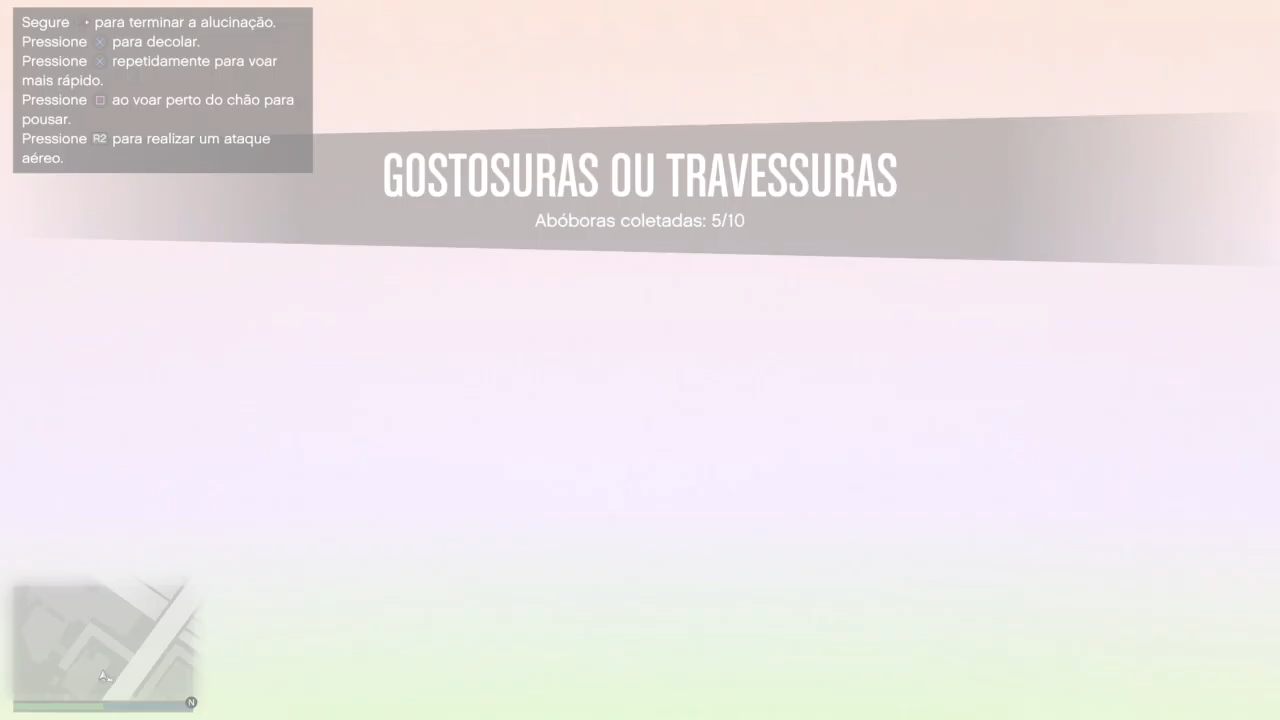 Segure para terminar a alucinação.
Pressione para decolar.
Pressione repetidamente para voar
mais rápido.
Pressione ao voar perto do chão para
pousar.
Pressione R2 para realizar um ataque
aéreo.
GOSTOSURAS OU TRAVESSURAS
Abóboras coletadas: 5/10
N